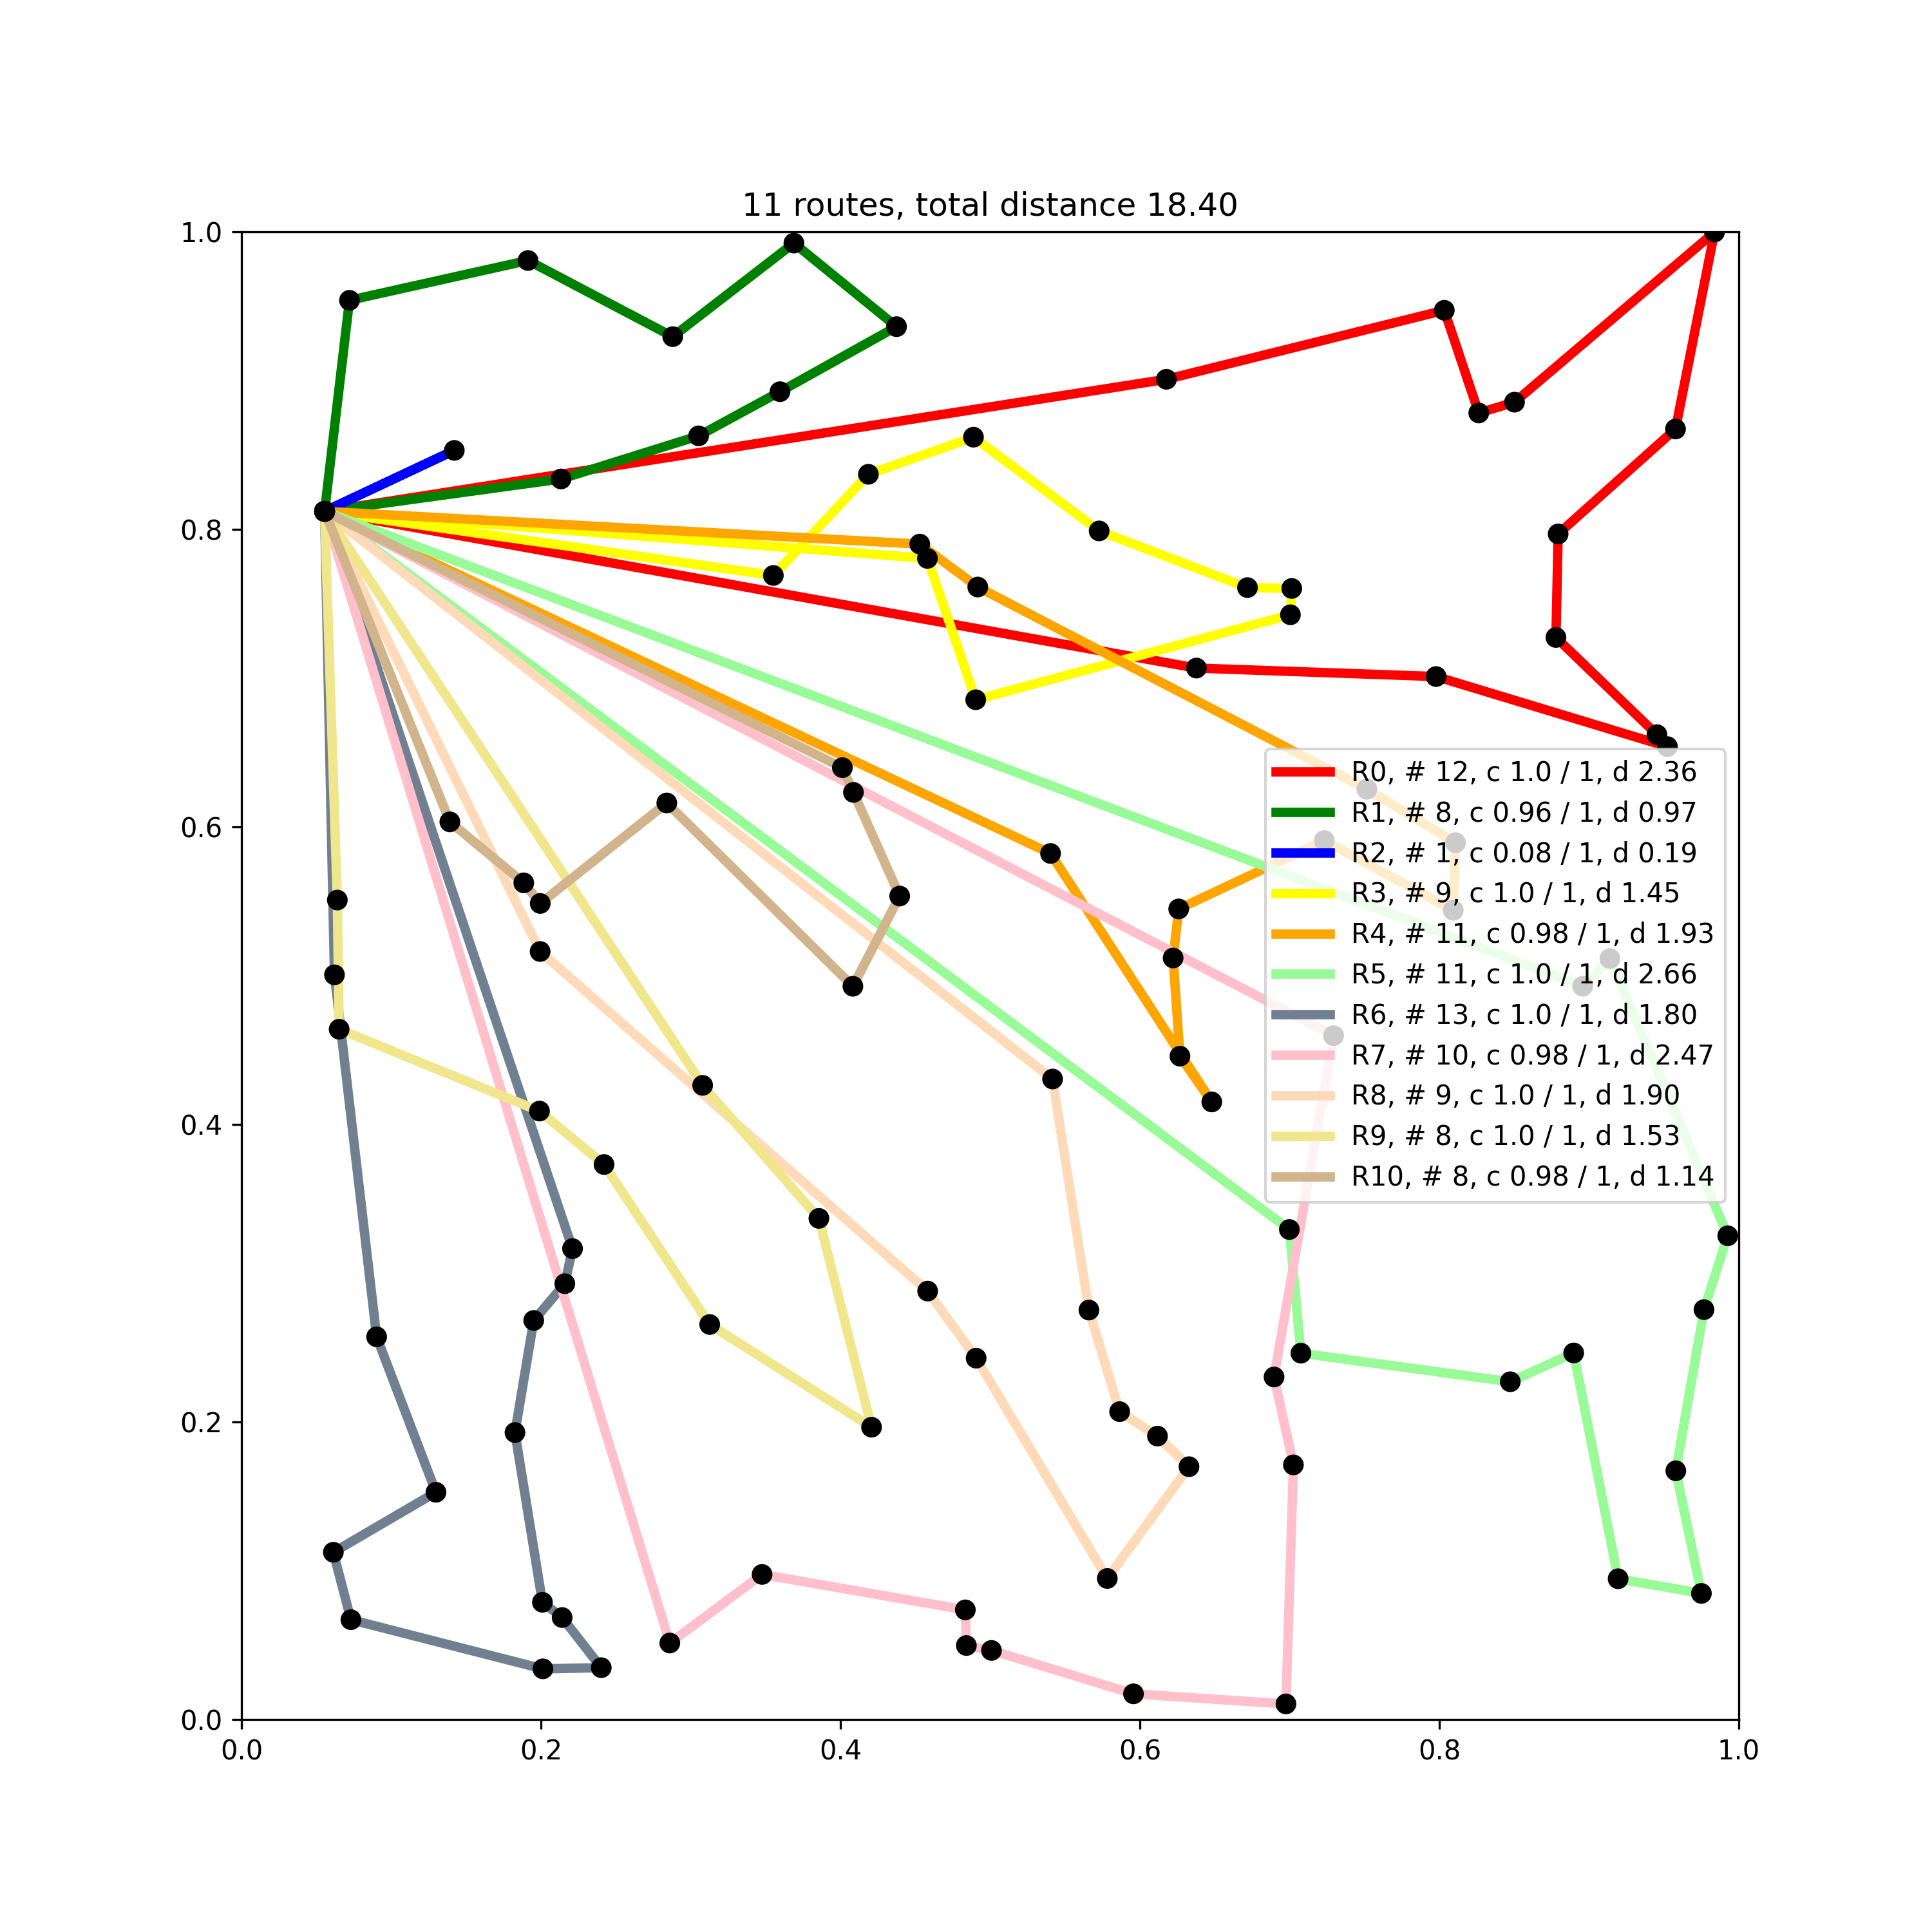 11 routes, total distance 18.40
1.0
0.8
0.6
0.4
0.2
0.0
0.0 0.2 0.4 0.6 0.8 1.0
R0, # 12, c 1.0 / 1, d 2.36
R1, # 8, c 0.96 / 1, d 0.97
R2, # 1, c 0.08 / 1, d 0.19
R3, # 9, c 1.0 / 1, d 1.45
R4, # 11, c 0.98 / 1, d 1.93
R5, # 11, c 1.0 / 1, d 2.66
R6, # 13, c 1.0 / 1, d 1.80
R7, # 10, c 0.98 / 1, d 2.47
R8, # 9, c 1.0 / 1, d 1.90
R9, # 8, c 1.0 / 1, d 1.53
R10, # 8, c 0.98 / 1, d 1.14